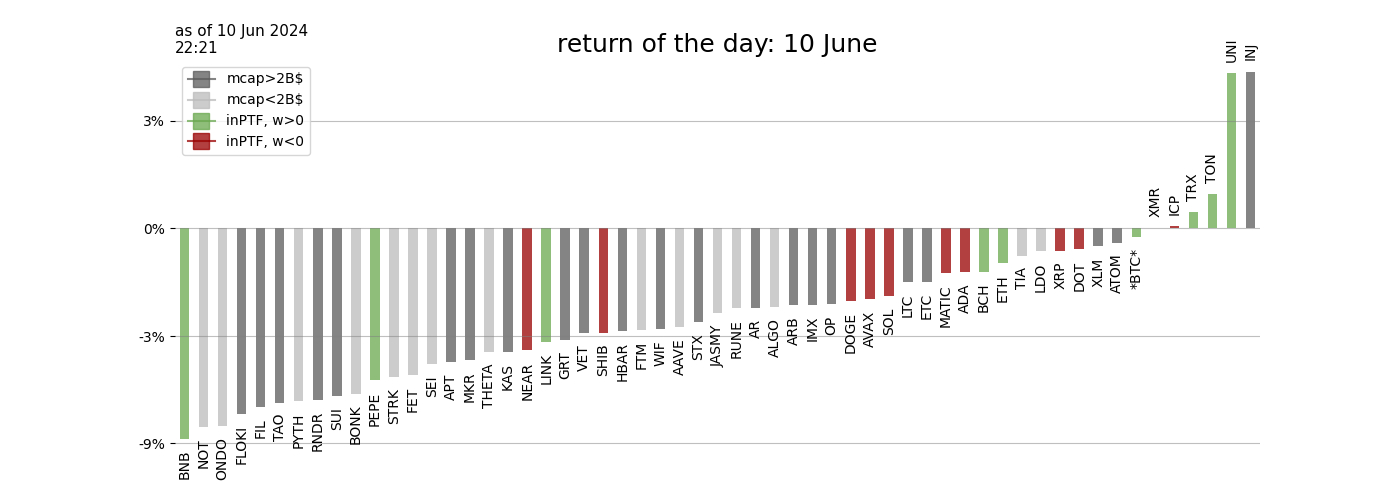 as of 10 Jun 2024
22:21
return of the day: 10 June
mcap>2B$
mcap<2B$
inPTF, w>0
inPTF, w<0
3%
0%
-3%
-9%
BNB
NOT
ONDO
FLOKI
FIL
TAO
PYTH
RNDR
SUI
BONK
PEPE
STRK
FET
SEI
APT
MKR
THETA
KAS
NEAR
LINK
GRT
VET
SHIB
HBAR
FTM
WIF
AAVE
STX
JASMY
RUNE
AR
ALGO
ARB
IMX
OP
DOGE
AVAX
SOL
LTC
ETC
MATIC
ADA
BCH
ETH
TIA
LDO
XRP
DOT
XLM
ATOM
*BTC*
XMR
ICP
TRX
TON
UNI
INJ